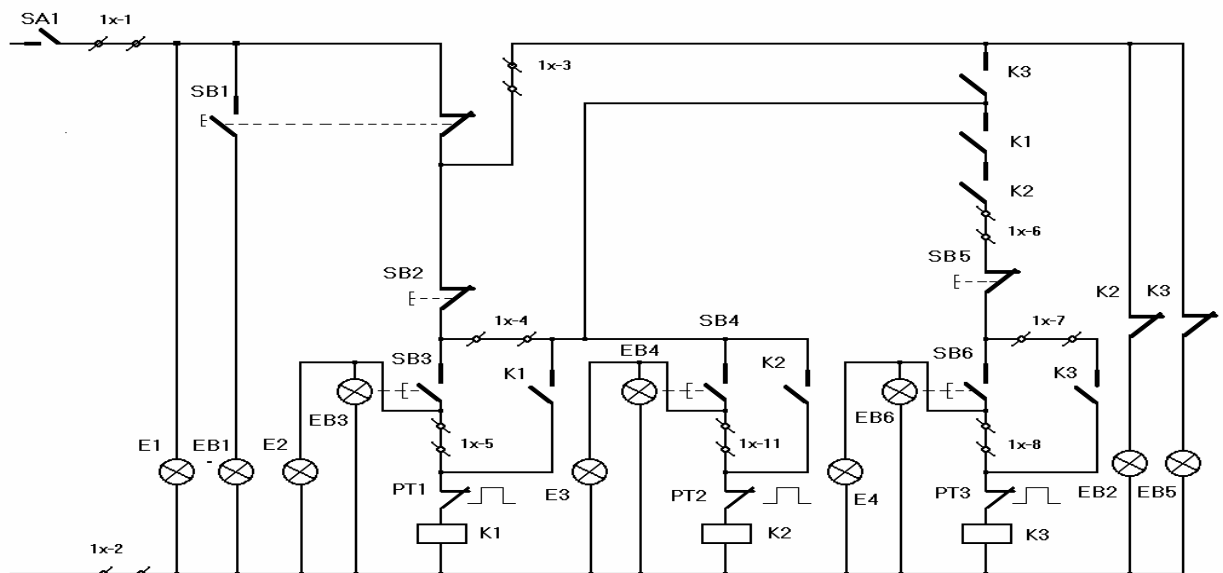 SA1 1x-1
1x-3
K3
SB1
K1
K2
1x-6
SB5
SB2
K2 K3
1x-4 SB4 1x-7
SB3 EB4 SB6
K1 K2 K3
EB3 EB6
E1 EB1 E2 1x-5 1x-11 1x-8
PT1 E3 PT2 E4 PT3 EB2 EB5
K1 K2 K3
1x-2